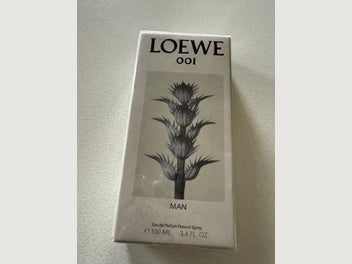 LOEWE
001
MAN
Eau de Parfum Natural Spray
℮ 100 ML. - 3.4 FL. OZ.